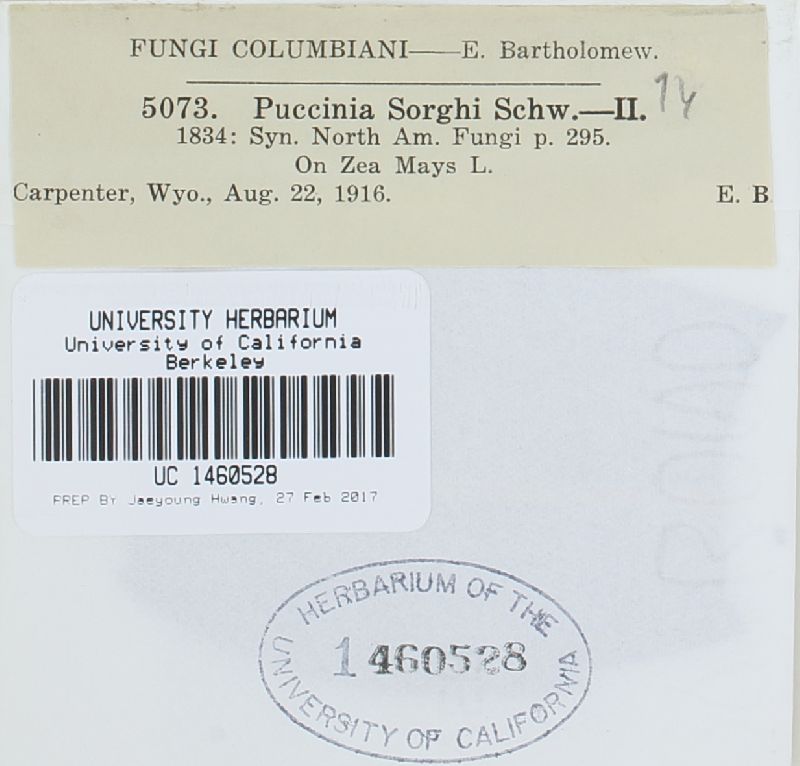 FUNGI COLUMBIANI——E. Bartholomew.
5073. Puccinia Sorghi Schw.—II. 14
1834: Syn. North Am. Fungi p. 295.
On Zea Mays L.
Carpenter, Wyo., Aug. 22, 1916. E. B
UNIVERSITY HERBARIUM
University of California
Berkeley
UC 1460528
PREP BY Jaeyoung Hwang, 27 Feb 2017
HERBARIUM OF THE
1460528
UNIVERSITY OF CALIFORNIA